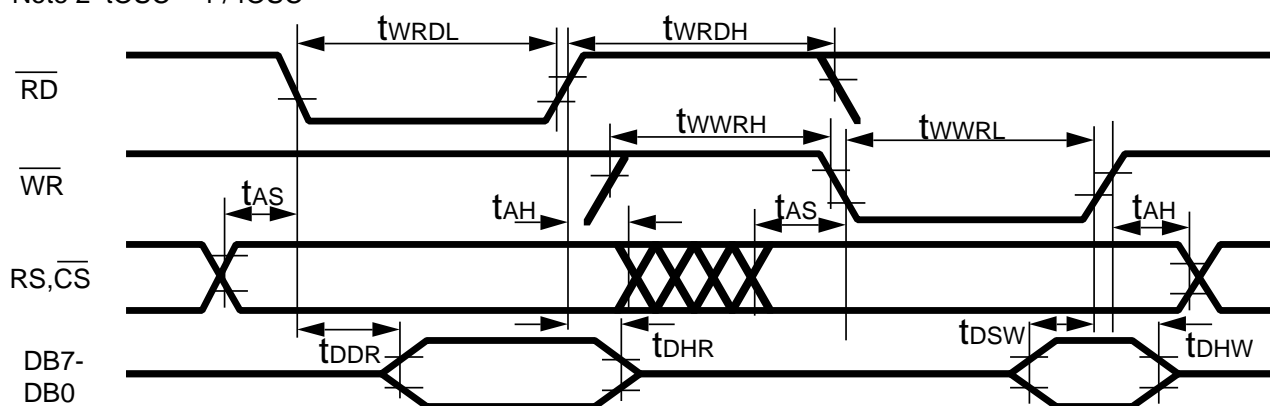 tWRDL tWRDH
RD
tWWRH tWWRL
WR
tAS tAH tAS tAH
RS,CS
tDDR tDHR tDSW tDHW
DB7-
DB0